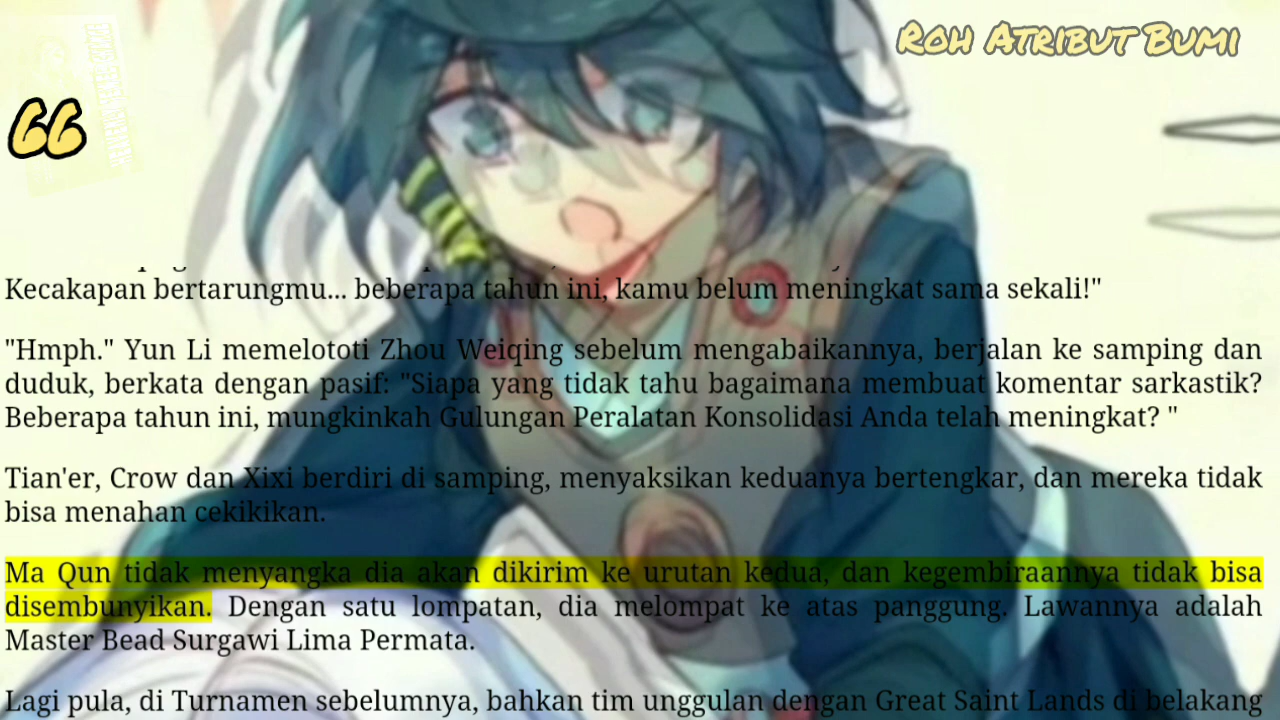 Roh Atribut Bumi
66
Kecakapan bertarungmu... beberapa tahun ini, kamu belum meningkat sama sekali!"
"Hmph." Yun Li memelototi Zhou Weiqing sebelum mengabaikannya, berjalan ke samping dan
duduk, berkata dengan pasif: "Siapa yang tidak tahu bagaimana membuat komentar sarkastik?
Beberapa tahun ini, mungkinkah Gulungan Peralatan Konsolidasi Anda telah meningkat? "
Tian'er, Crow dan Xixi berdiri di samping, menyaksikan keduanya bertengkar, dan mereka tidak
bisa menahan cekikikan.
Ma Qun tidak menyangka dia akan dikirim ke urutan kedua, dan kegembiraannya tidak bisa
disembunyikan. Dengan satu lompatan, dia melompat ke atas panggung. Lawannya adalah
Master Bead Surgawi Lima Permata.
Lagi pula, di Turnamen sebelumnya, bahkan tim unggulan dengan Great Saint Lands di belakang